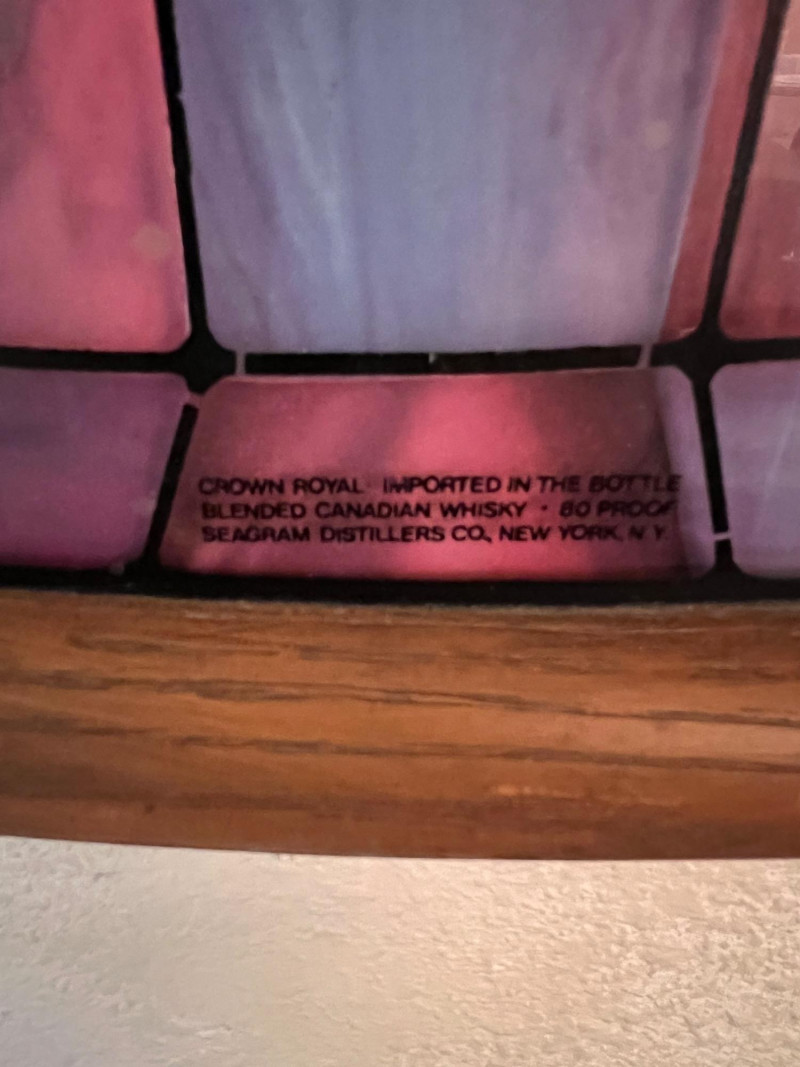 CROWN ROYAL · IMPORTED IN THE BOTTLE
BLENDED CANADIAN WHISKY · 80 PROOF
SEAGRAM DISTILLERS CO., NEW YORK, N.Y.